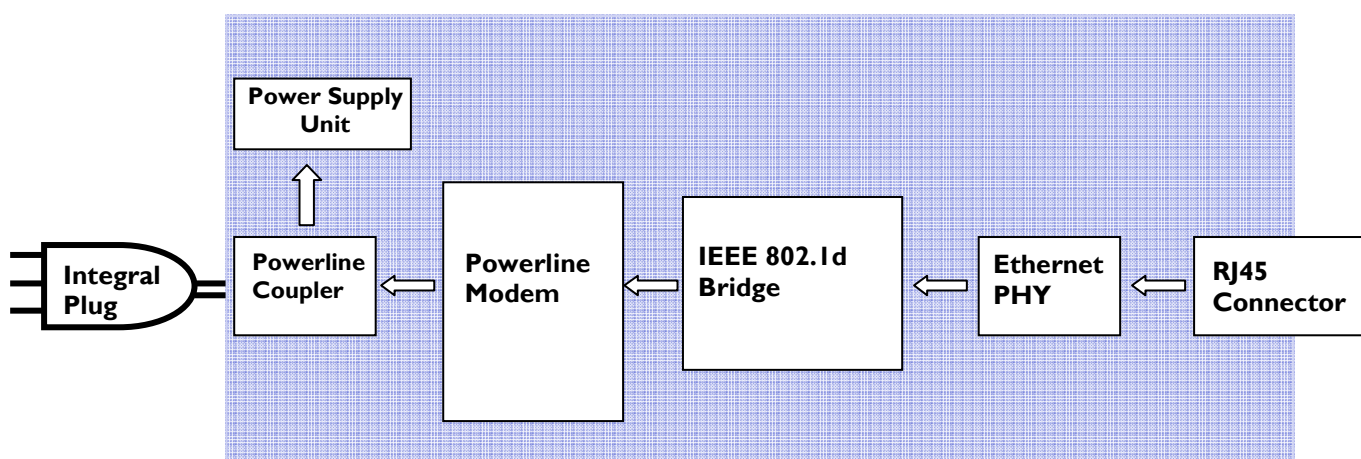 Power Supply
Unit
Integral
Plug
Powerline
Coupler
Powerline
Modem
IEEE 802.1d
Bridge
Ethernet
PHY
RJ45
Connector